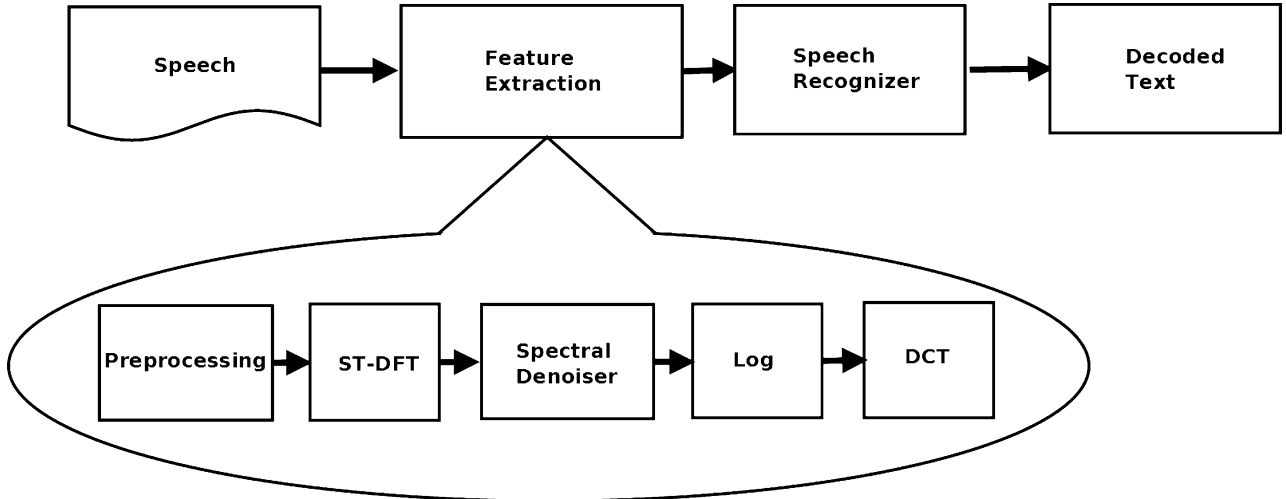 Speech
Feature
Extraction
Speech
Recognizer
Decoded
Text
Preprocessing
ST-DFT
Spectral
Denoiser
Log
DCT